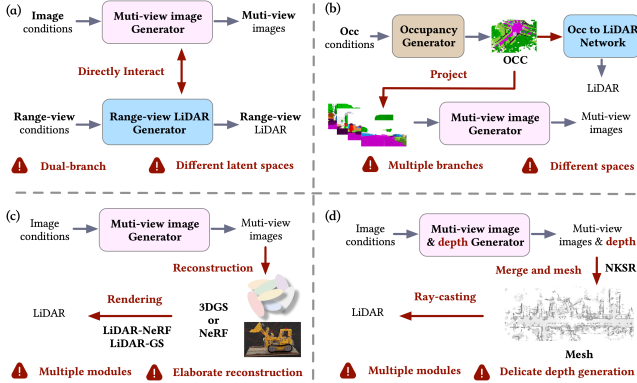 (a)
Image
conditions
Muti-view image
Generator
Muti-view
images
Directly Interact
Range-view
conditions
Range-view LiDAR
Generator
Range-view
LiDAR
Dual-branch
Different latent spaces
(b)
Occ
conditions
Occupancy
Generator
OCC
Occ to LiDAR
Network
Project
LiDAR
Muti-view image
Generator
Muti-view
images
Multiple branches
Different spaces
(c)
Image
conditions
Muti-view image
Generator
Muti-view
images
Reconstruction
3DGS
or
NeRF
Rendering
LiDAR
LiDAR-NeRF
LiDAR-GS
Multiple modules
Elaborate reconstruction
(d)
Image
conditions
Muti-view image
& depth Generator
Muti-view
images & depth
Merge and mesh
NKSR
Ray-casting
LiDAR
Mesh
Multiple modules
Delicate depth generation